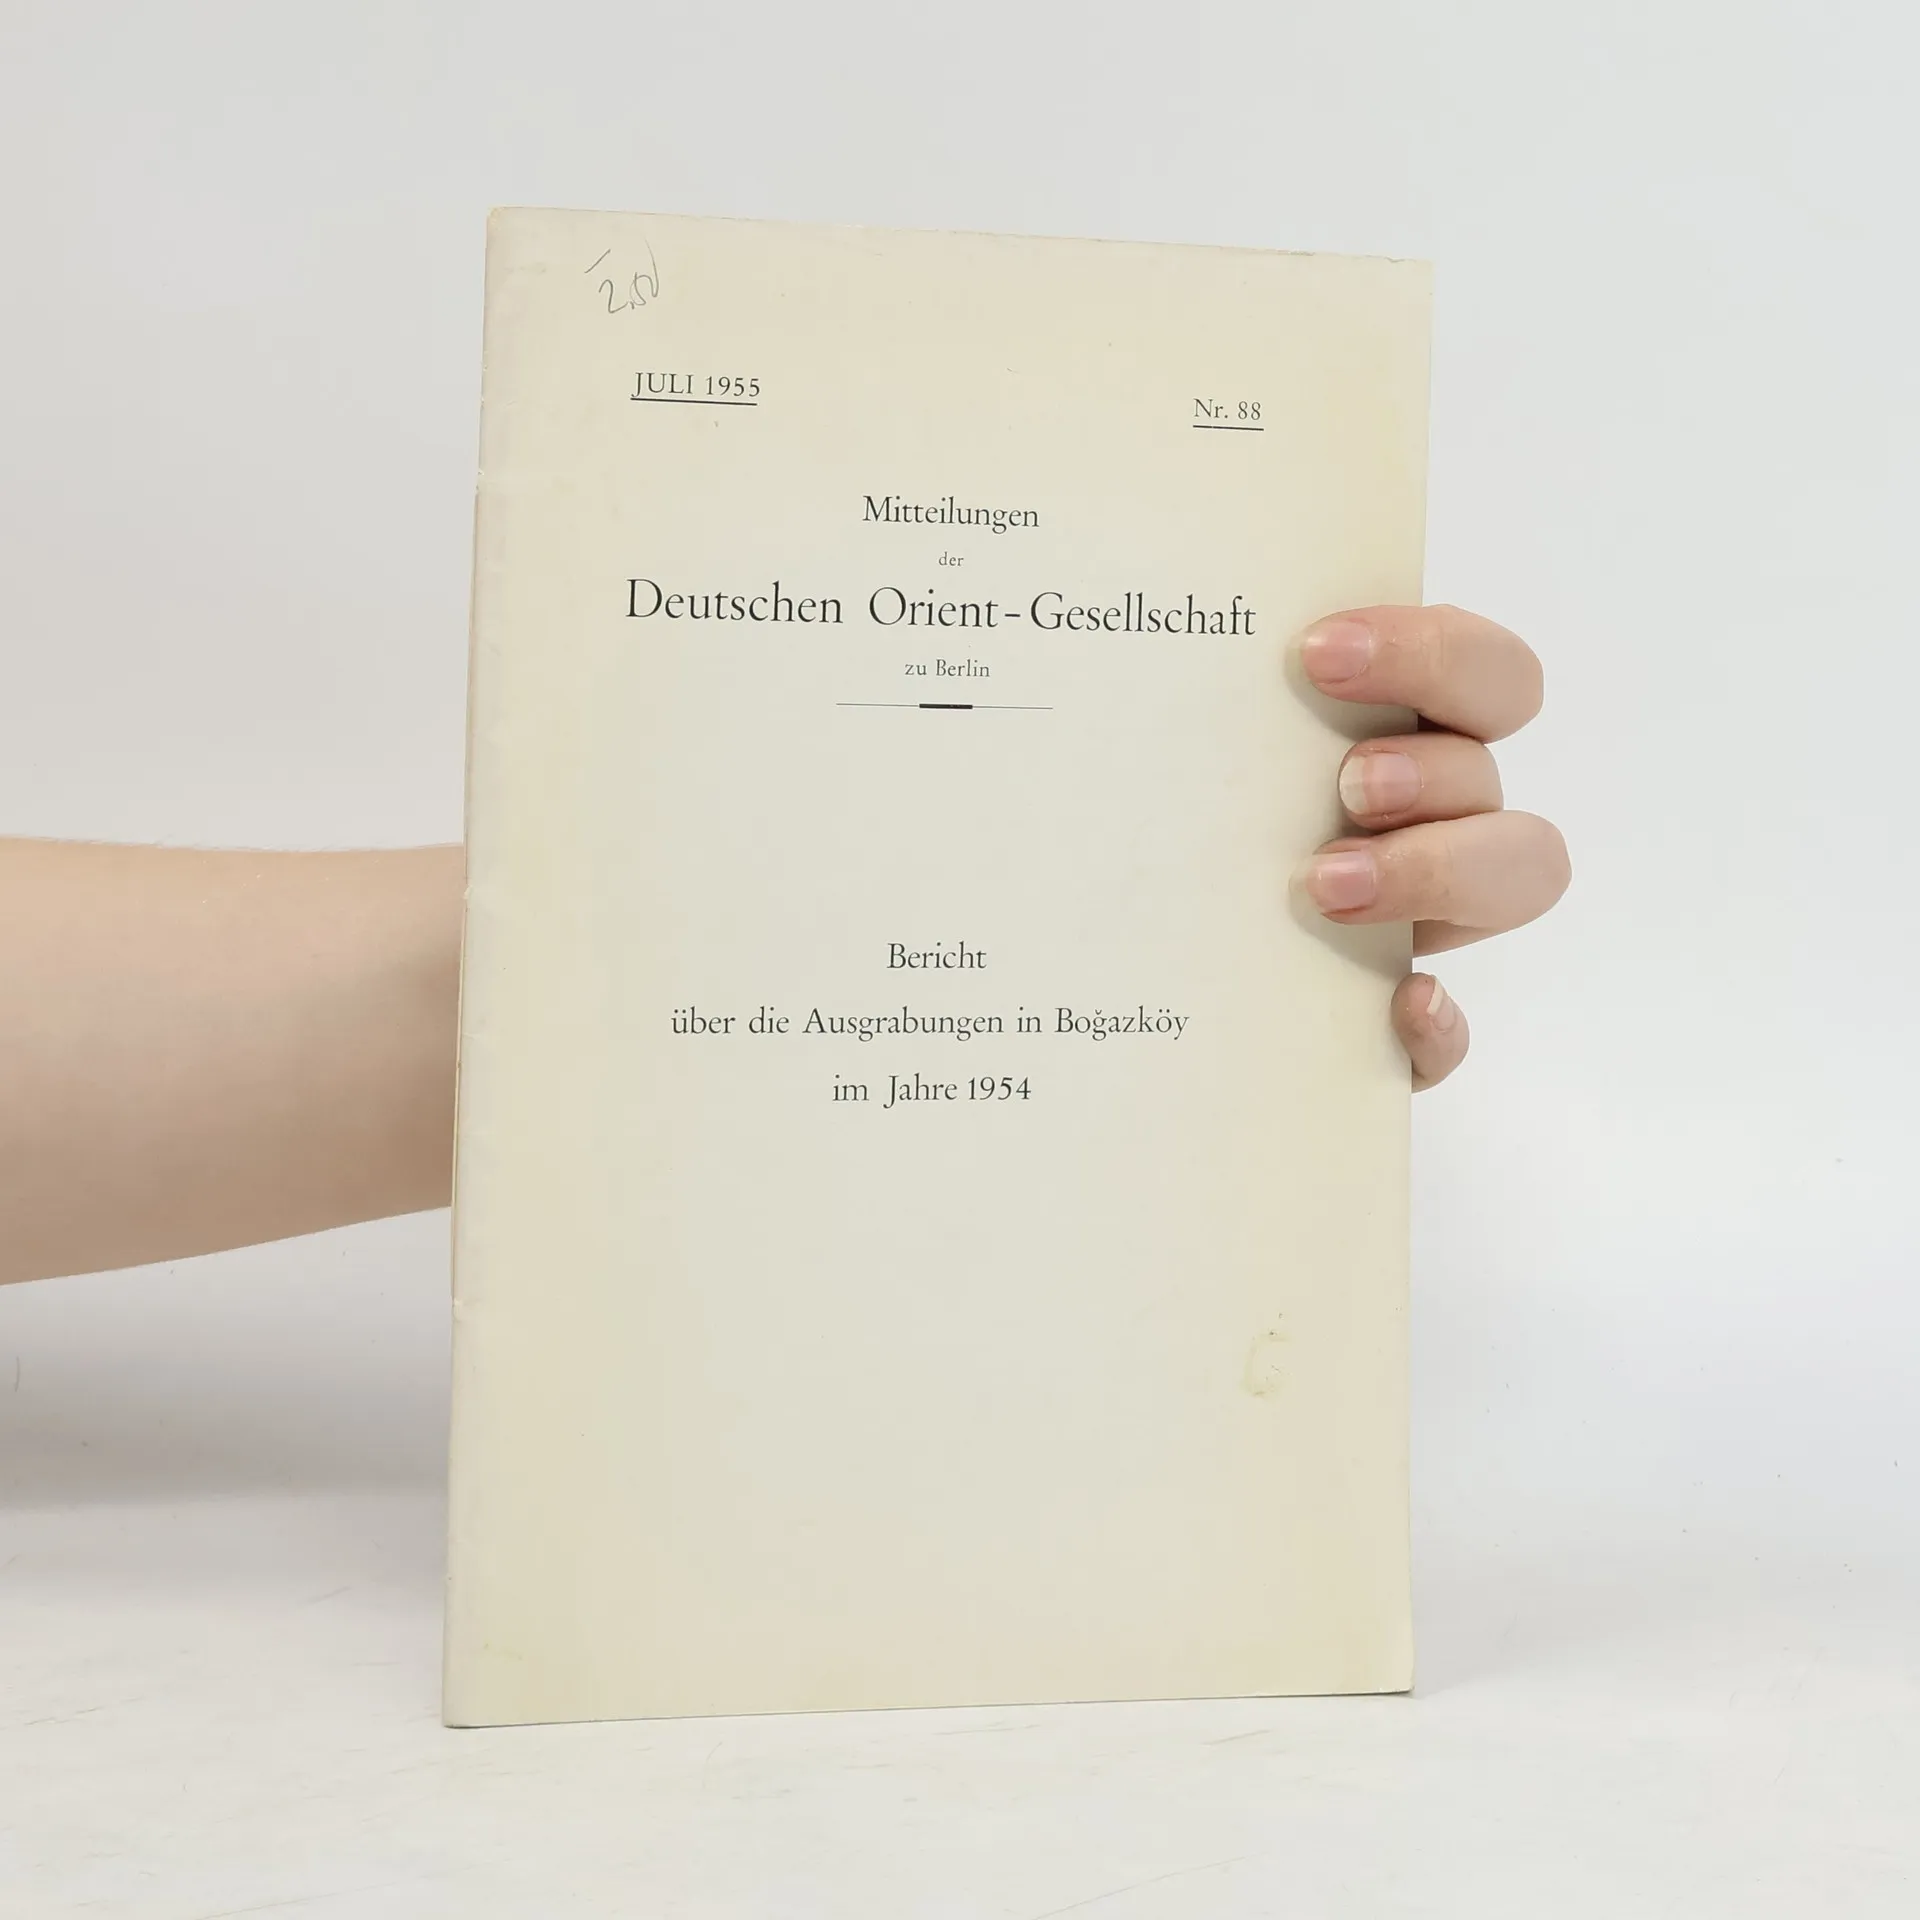 2,50
JULI 1955
Nr. 88
Mitteilungen
der
Deutschen Orient-Gesellschaft
zu Berlin
Bericht
über die Ausgrabungen in Boğazköy
im Jahre 1954